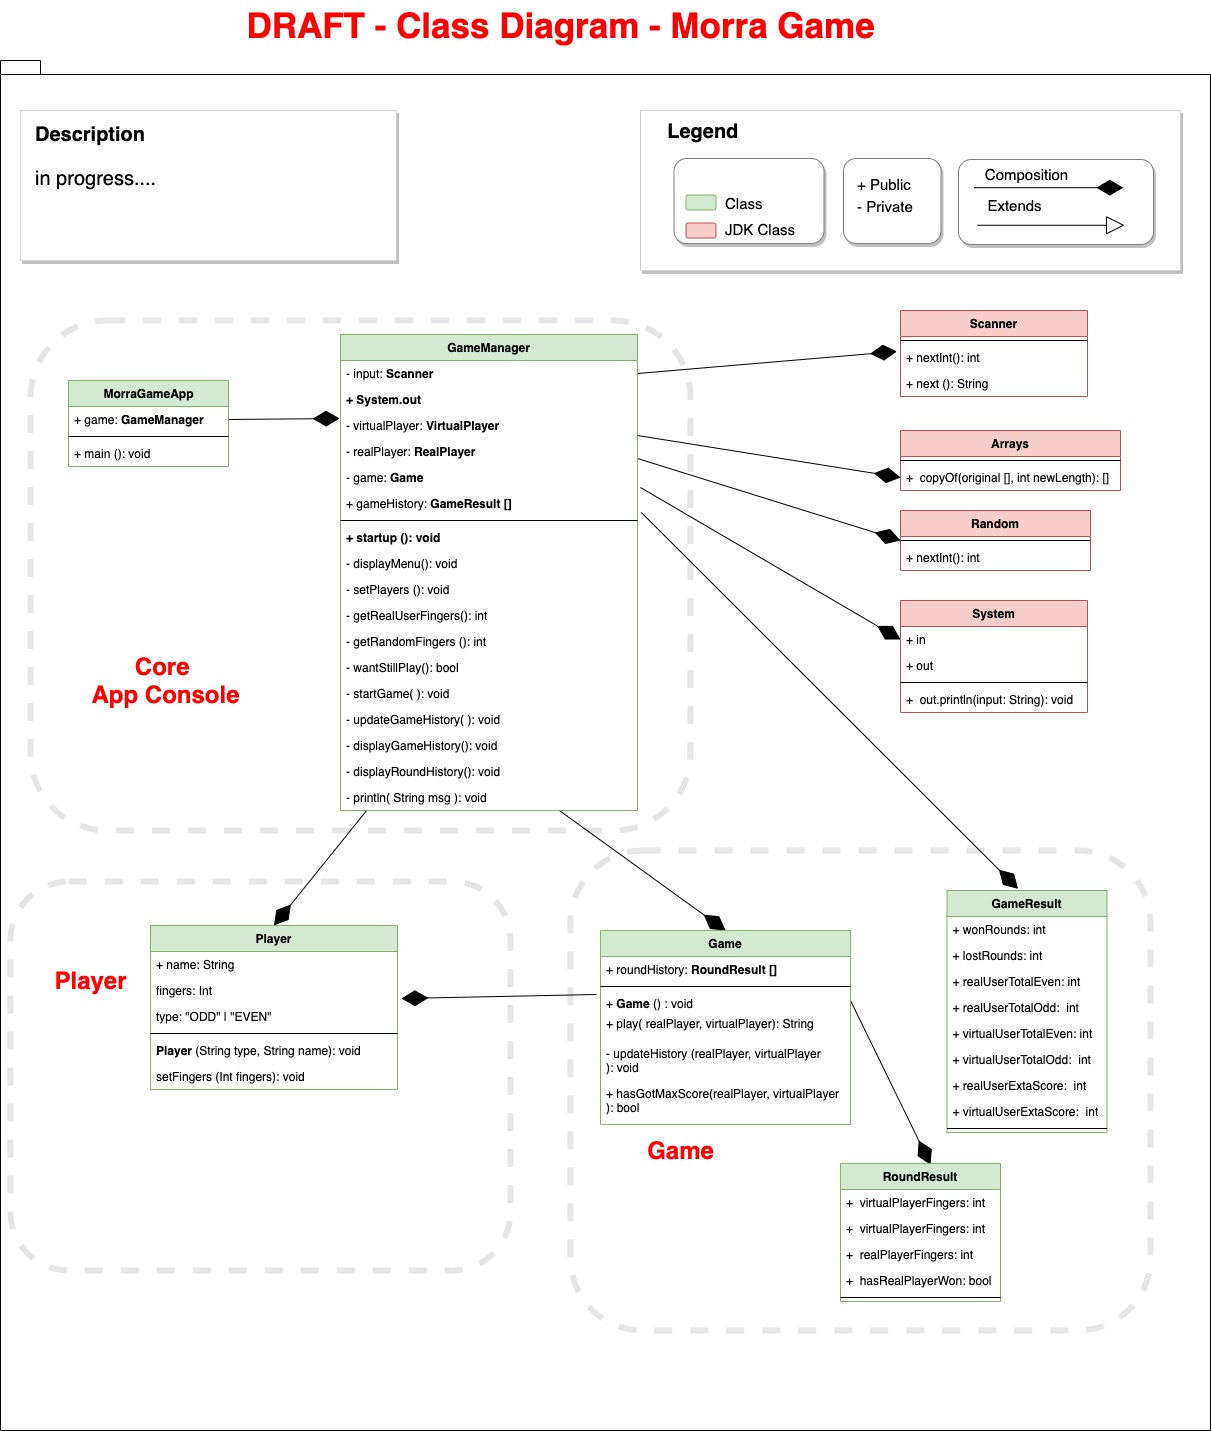 DRAFT - Class Diagram - Morra Game
Description
in progress....
Legend
Class
JDK Class
+ Public
- Private
Composition
Extends
MorraGameApp
+ game: GameManager
+ main (): void
GameManager
- input: Scanner
+ System.out
- virtualPlayer: VirtualPlayer
- realPlayer: RealPlayer
- game: Game
+ gameHistory: GameResult []
+ startup (): void
- displayMenu(): void
- setPlayers (): void
- getRealUserFingers(): int
- getRandomFingers (): int
- wantStillPlay(): bool
- startGame( ): void
- updateGameHistory( ): void
- displayGameHistory(): void
- displayRoundHistory(): void
- println( String msg ): void
Core
App Console
Scanner
+ nextInt(): int
+ next (): String
Arrays
+ copyOf(original [], int newLength): []
Random
+ nextInt(): int
System
+ in
+ out
+ out.println(input: String): void
Player
Player
+ name: String
fingers: Int
type: "ODD" | "EVEN"
Player (String type, String name): void
setFingers (Int fingers): void
Game
+ roundHistory: RoundResult []
+ Game () : void
+ play( realPlayer, virtualPlayer): String
- updateHistory (realPlayer, virtualPlayer
): void
+ hasGotMaxScore(realPlayer, virtualPlayer
): bool
Game
GameResult
+ wonRounds: int
+ lostRounds: int
+ realUserTotalEven: int
+ realUserTotalOdd: int
+ virtualUserTotalEven: int
+ virtualUserTotalOdd: int
+ realUserExtaScore: int
+ virtualUserExtaScore: int
RoundResult
+ virtualPlayerFingers: int
+ virtualPlayerFingers: int
+ realPlayerFingers: int
+ hasRealPlayerWon: bool